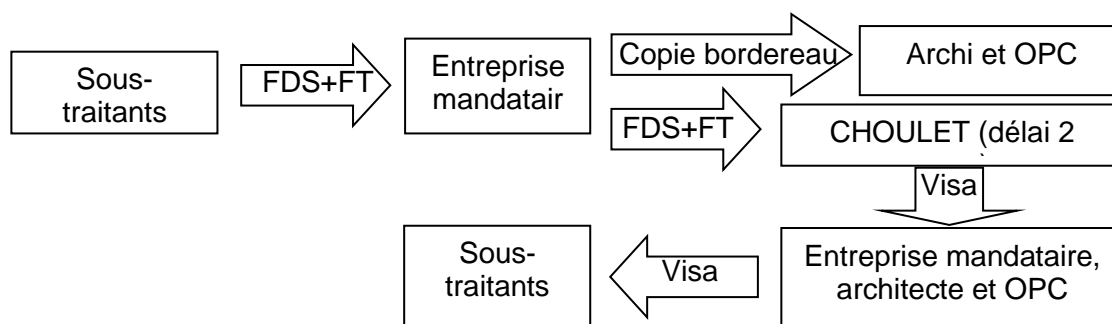 Sous-
traitants
FDS+FT
Entreprise
mandatair
Copie bordereau
Archi et OPC
FDS+FT
CHOULET (délai 2
Visa
Entreprise mandataire,
architecte et OPC
Visa
Sous-
traitants